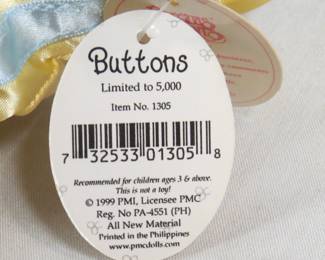 Buttons
Limited to 5,000
Item No. 1305
7 32533 01305 8
Recommended for children ages 3 & above.
This is not a toy!
© 1999 PMI, Licensee PMC
Reg. No PA-4551 (PH)
All New Material
Printed in the Philippines
www.pmcdolls.com